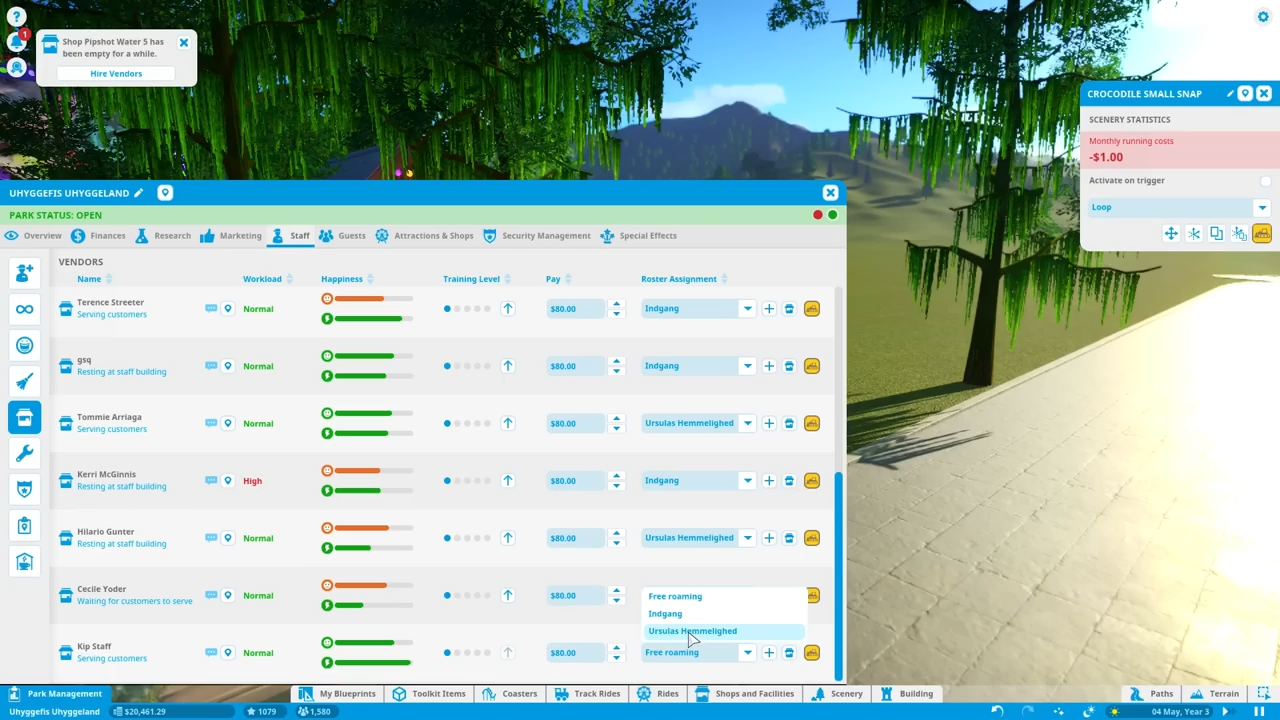 ?
1
Shop Pipshot Water 5 has
been empty for a while.
Hire Vendors
CROCODILE SMALL SNAP
SCENERY STATISTICS
Monthly running costs
-$1.00
Activate on trigger
Loop
UHYGGEFIS UHYGGELAND
PARK STATUS: OPEN
Overview
Finances
Research
Marketing
Staff
Guests
Attractions & Shops
Security Management
Special Effects
VENDORS
Name
Workload
Happiness
Training Level
Pay
Roster Assignment
Terence Streeter
Serving customers
Normal
$80.00
Indgang
gsq
Resting at staff building
Normal
$80.00
Indgang
Tommie Arriaga
Serving customers
Normal
$80.00
Ursulas Hemmelighed
Kerri McGinnis
Resting at staff building
High
$80.00
Indgang
Hilario Gunter
Resting at staff building
Normal
$80.00
Ursulas Hemmelighed
Cecile Yoder
Waiting for customers to serve
Normal
$80.00
Free roaming
Indgang
Ursulas Hemmelighed
Kip Staff
Serving customers
Normal
$80.00
Free roaming
Park Management
My Blueprints
Toolkit Items
Coasters
Track Rides
Rides
Shops and Facilities
Scenery
Building
Paths
Terrain
Uhyggefis Uhyggeland
$20,461.29
1079
1,580
04 May, Year 3